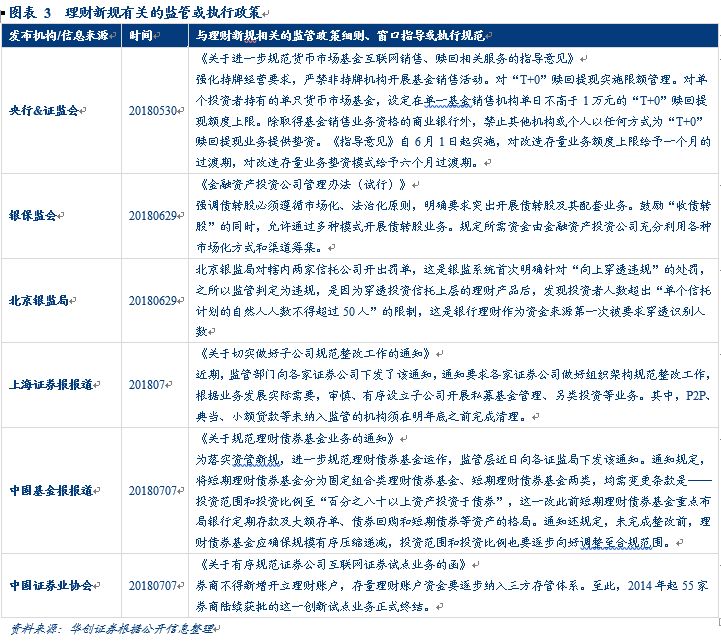 图表 3 理财新规有关的监管或执行政策
发布机构/信息来源 时间 与理财新规相关的监管政策细则、窗口指导或执行规范
《关于进一步规范货币市场基金互联网销售、赎回相关服务的指导意见》
强化持牌经营要求，严禁非持牌机构开展基金销售活动。对“T+0”赎回提现实施限额管理。对单
个投资者持有的单只货币市场基金，设定在单一基金销售机构单日不高于1万元的“T+0”赎回提
央行&证监会 20180530 现额度上限。除取得基金销售业务资格的商业银行外，禁止其他机构或个人以任何方式为“T+0”
赎回提现业务提供垫资。《指导意见》自6月1日起实施，对改造存量业务额度上限给予一个月的
过渡期，对改造存量业务垫资模式给予六个月过渡期。
《金融资产投资公司管理办法（试行）》
强调债转股必须遵循市场化、法治化原则，明确要求突出开展债转股及其配套业务。鼓励“收债转
银保监会 20180629 股”的同时，允许通过多种模式开展债转股业务。规定所需资金由金融资产投资公司充分利用各种
市场化方式和渠道筹集。
北京银监局对辖内两家信托公司开出罚单，这是银监系统首次明确针对“向上穿透违规”的处罚，
之所以监管判定为违规，是因为穿透投资信托上层的理财产品后，发现投资者人数超出“单个信托
北京银监局 20180629 计划的自然人人数不得超过50人”的限制，这是银行理财作为资金来源第一次被要求穿透识别人
数
《关于切实做好子公司规范整改工作的通知》
近期，监管部门向各家证券公司下发了该通知，通知要求各家证券公司做好组织架构规范整改工作，
上海证券报报道 201807 根据业务发展实际需要，审慎、有序设立子公司开展私募基金管理、另类投资等业务。其中，P2P、
典当、小额贷款等未纳入监管的机构须在明年底之前完成清理。
《关于规范理财债券基金业务的通知》
为落实资管新规，进一步规范理财债券基金运作，监管层近日向各证监局下发该通知。通知规定，
将短期理财债券基金分为固定组合类理财债券基金、短期理财债券基金两类，均需变更条款是——
中国基金报报道 20180707 投资范围和投资比例至“百分之八十以上资产投资于债券”，这一改此前短期理财债券基金重点布
局银行定期存款及大额存单、债券回购和短期债券等资产的格局。通知还规定，未完成整改前，理
财债券基金应确保规模有序压缩递减，投资范围和投资比例也要逐步向好调整至合规范围。
《关于有序规范证券公司互联网证券试点业务的函》
中国证券业协会 20180707 券商不得新增开立理财账户，存量理财账户资金要逐步纳入三方存管体系。至此，2014年起55家
券商陆续获批的这一创新试点业务正式终结。
资料来源：华创证券根据公开信息整理